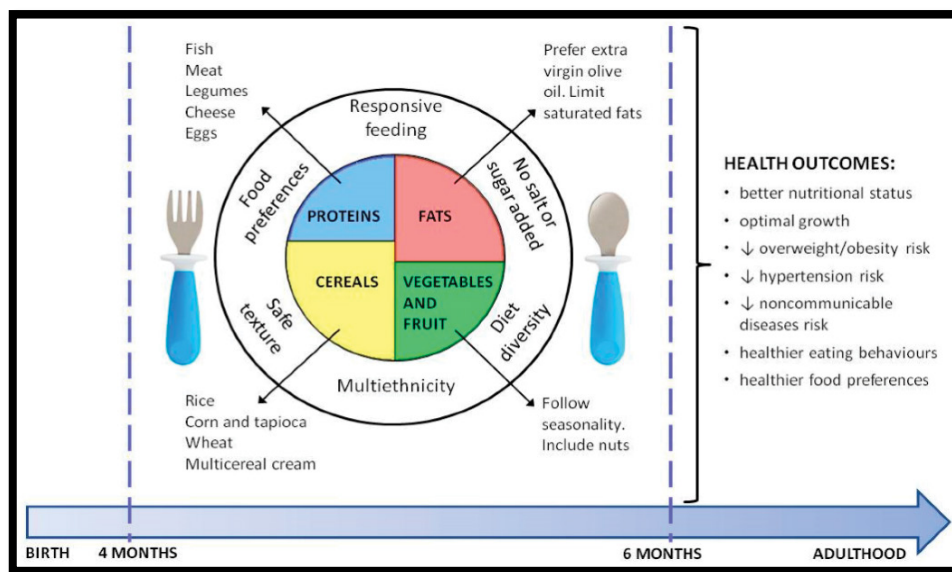 Fish
Meat
Legumes
Cheese
Eggs
Prefer extra
virgin olive
oil. Limit
saturated fats
Responsive
feeding
Food
preferences
No salt or
sugar added
PROTEINS
FATS
CEREALS
VEGETABLES
AND
FRUIT
Safe
texture
Diet
diversity
Multiethnicity
Rice
Corn and tapioca
Wheat
Multicereal cream
Follow
seasonality.
Include nuts
HEALTH OUTCOMES:
• better nutritional status
• optimal growth
• ↓ overweight/obesity risk
• ↓ hypertension risk
• ↓ noncommunicable
diseases risk
• healthier eating behaviours
• healthier food preferences
BIRTH
4 MONTHS
6 MONTHS
ADULTHOOD